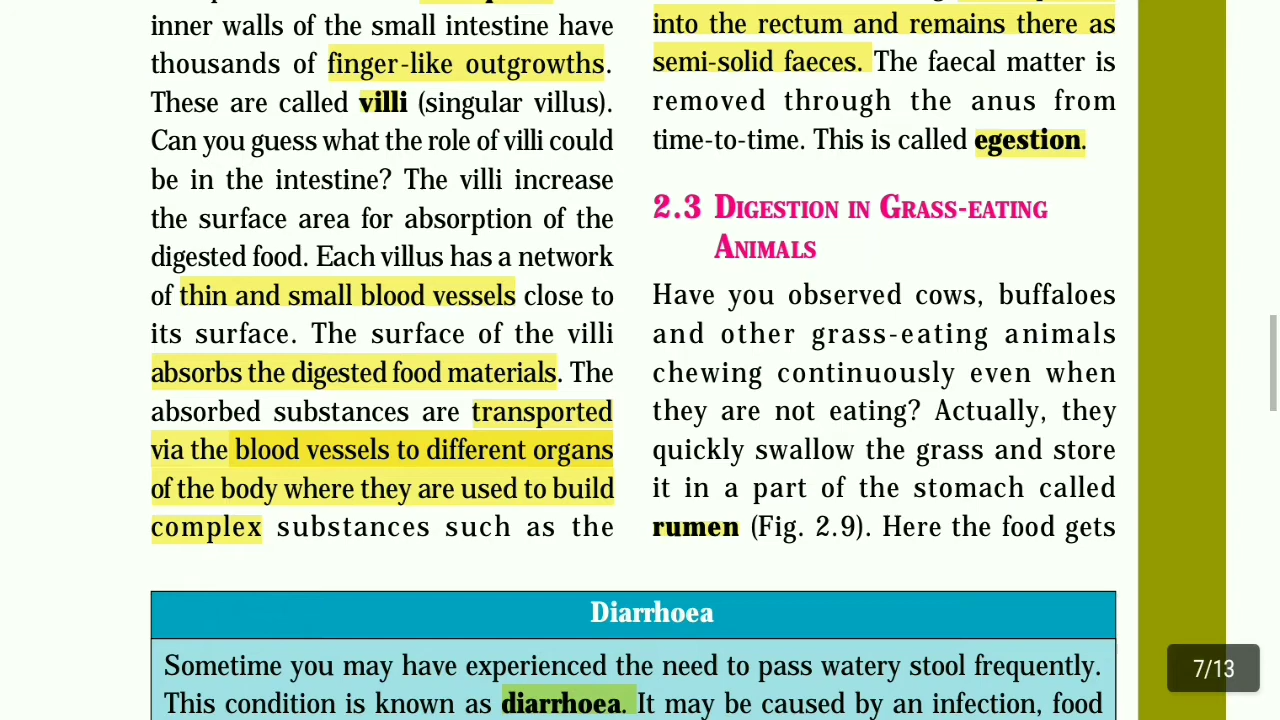 inner walls of the small intestine have
thousands of finger-like outgrowths.
These are called villi (singular villus).
Can you guess what the role of villi could
be in the intestine? The villi increase
the surface area for absorption of the
digested food. Each villus has a network
of thin and small blood vessels close to
its surface. The surface of the villi
absorbs the digested food materials. The
absorbed substances are transported
via the blood vessels to different organs
of the body where they are used to build
complex substances such as the
into the rectum and remains there as
semi-solid faeces. The faecal matter is
removed through the anus from
time-to-time. This is called egestion.
2.3 DIGESTION IN GRASS-EATING
ANIMALS
Have you observed cows, buffaloes
and other grass-eating animals
chewing continuously even when
they are not eating? Actually, they
quickly swallow the grass and store
it in a part of the stomach called
rumen (Fig. 2.9). Here the food gets
Diarrhoea
Sometime you may have experienced the need to pass watery stool frequently.
This condition is known as diarrhoea. It may be caused by an infection, food
7/13